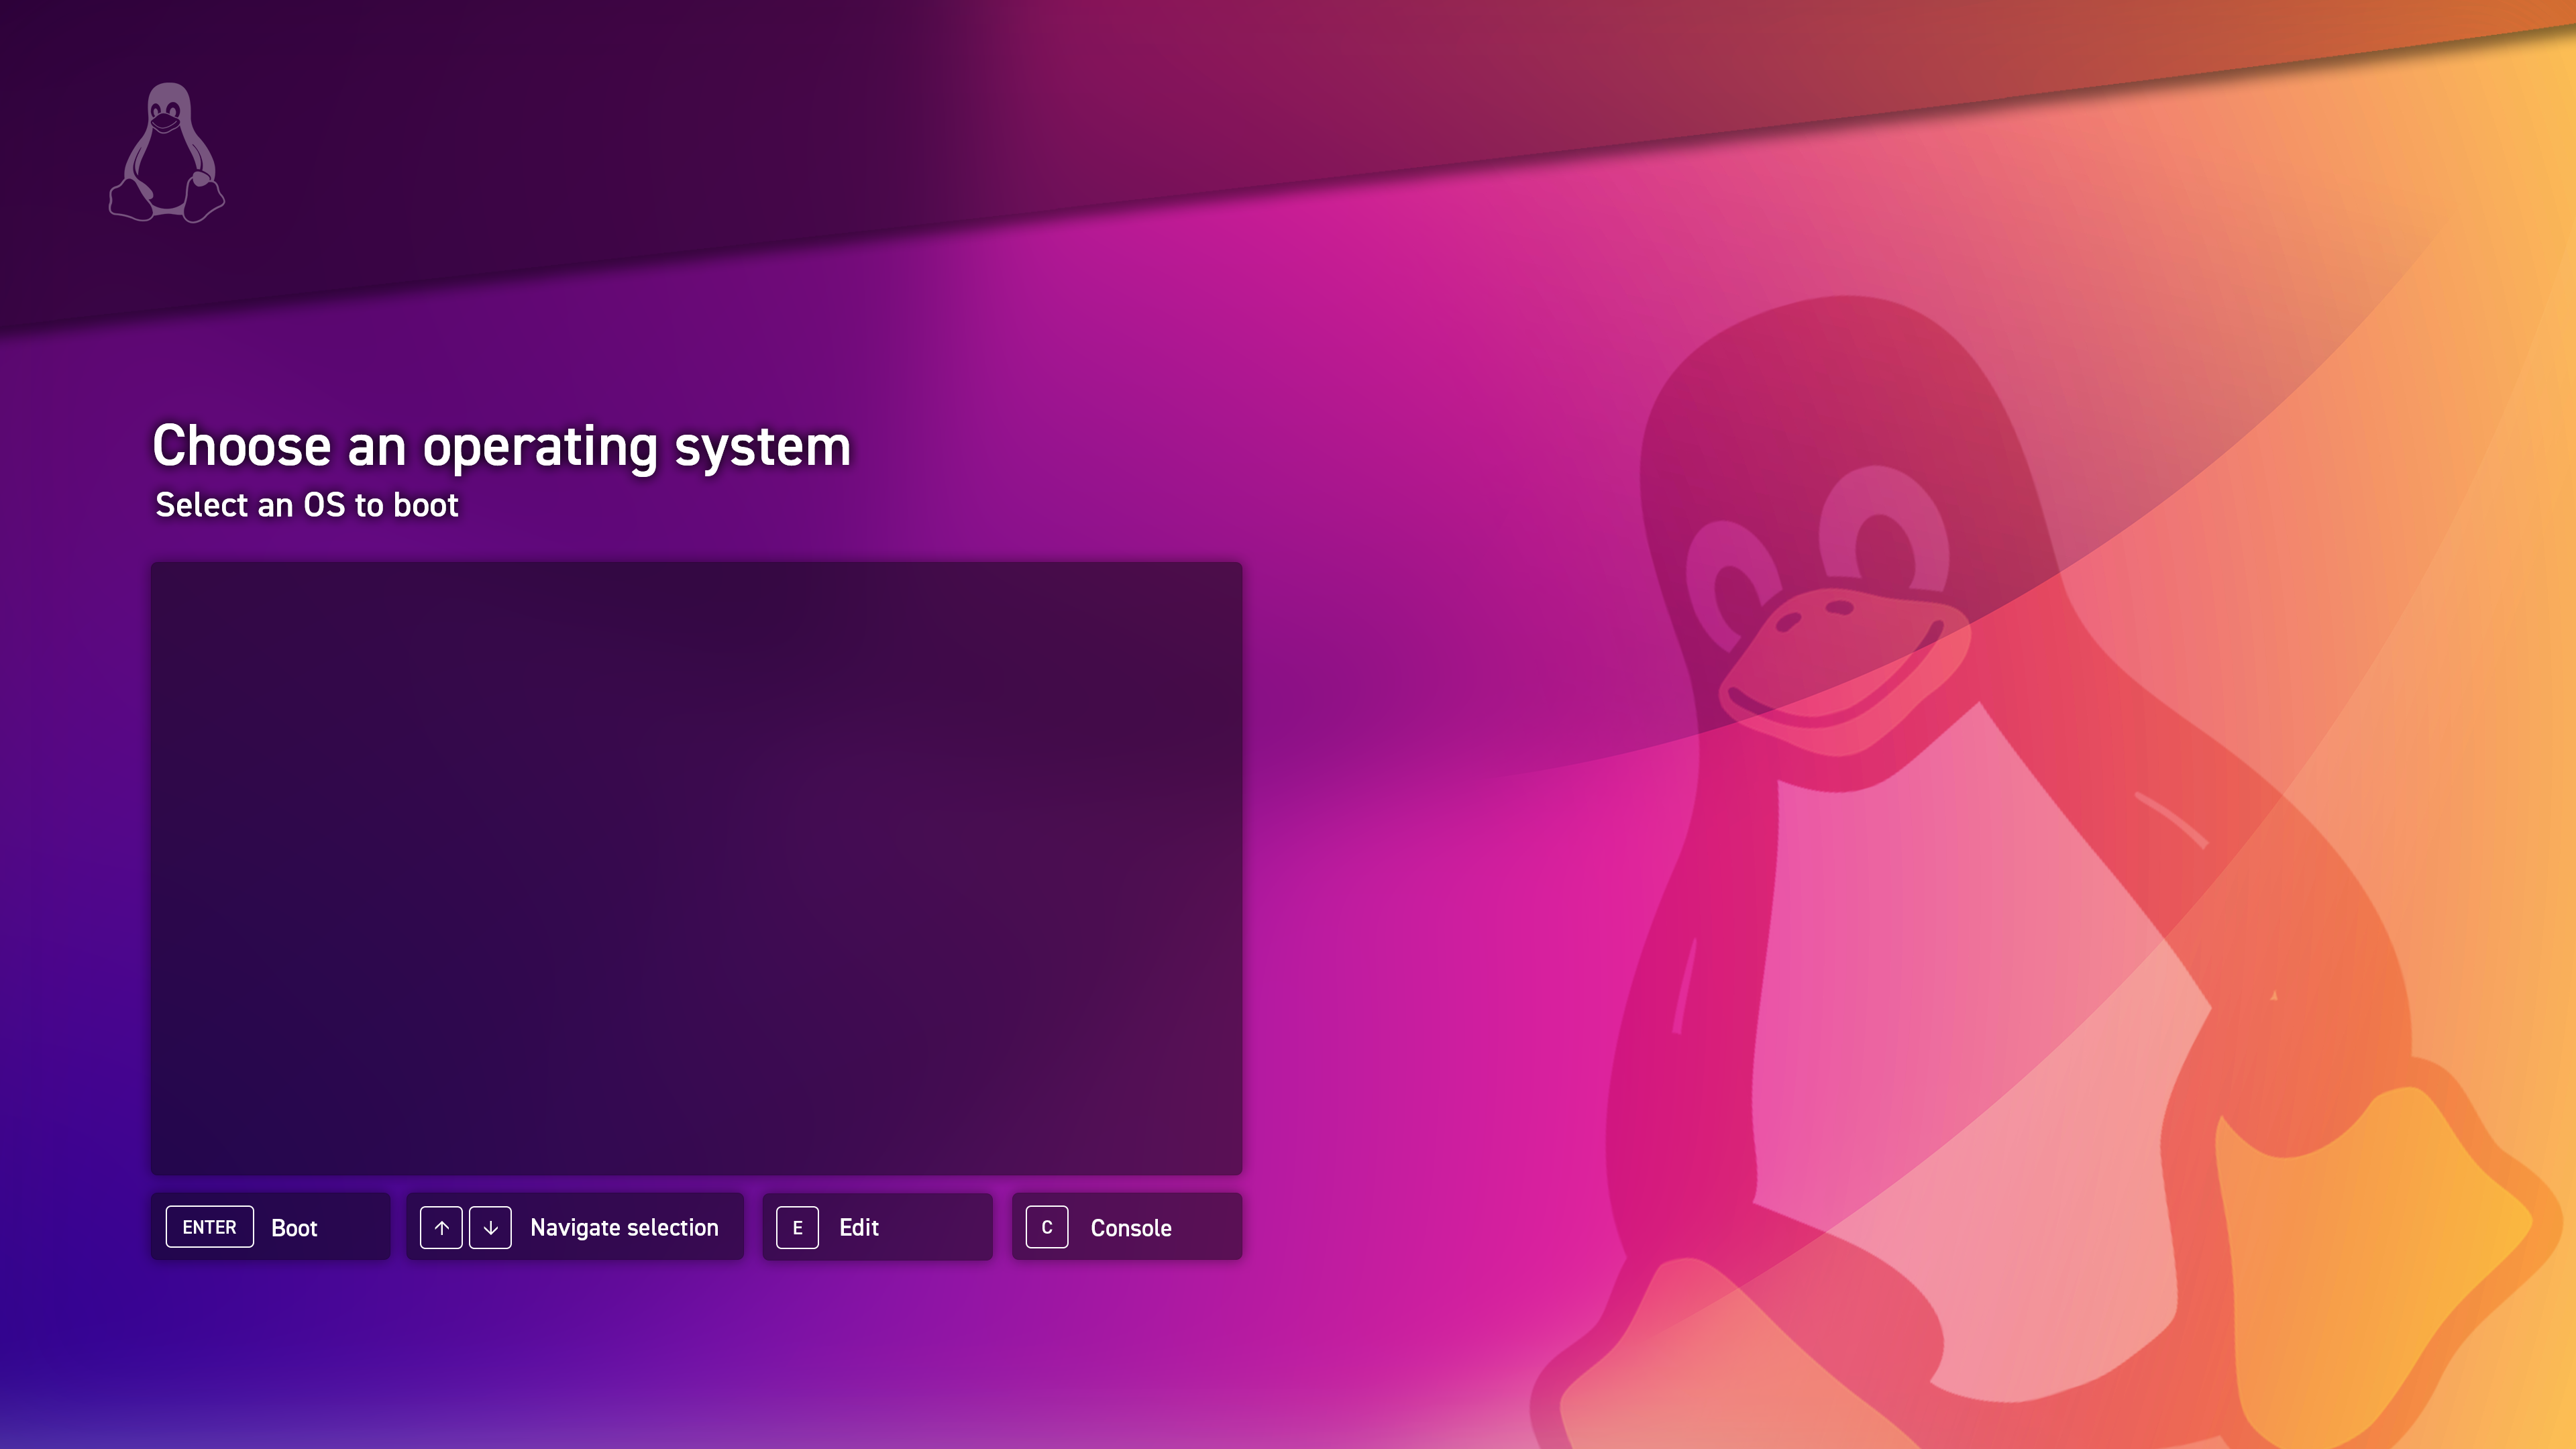 Choose an operating system
Select an OS to boot
ENTER Boot ↑ ↓ Navigate selection E Edit C Console